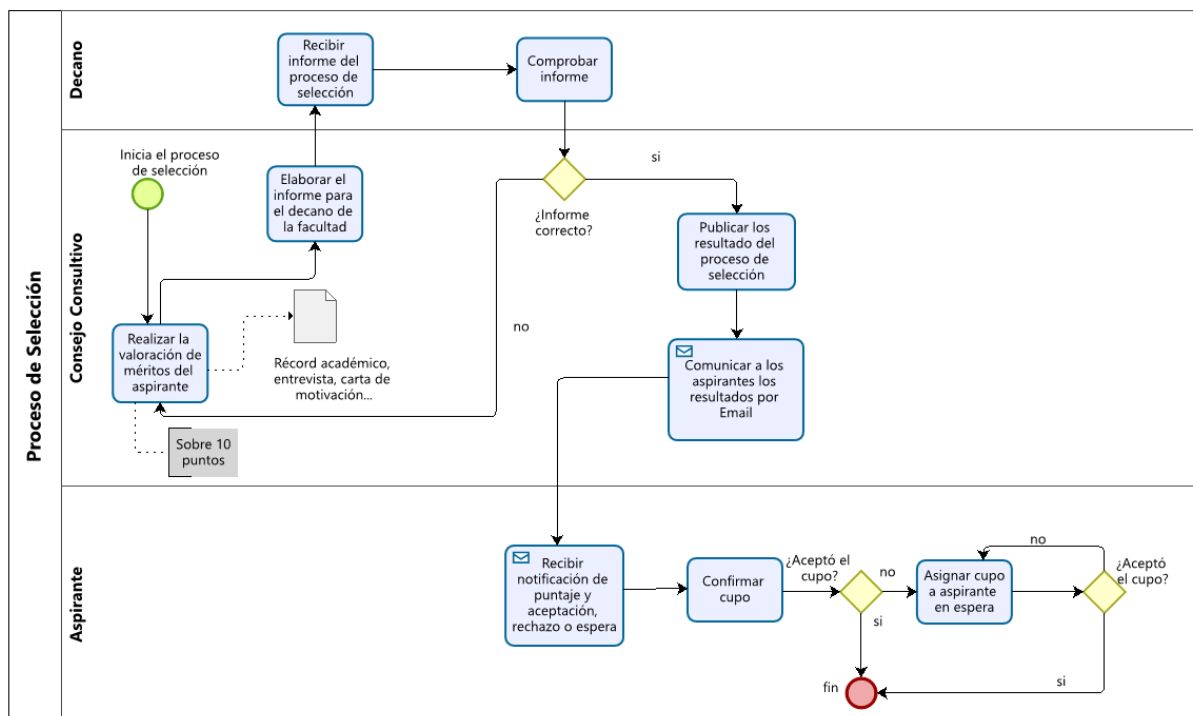 Proceso de Selección
Decano
Recibir
informe del
proceso de
selección
Comprobar
informe
Consejo Consultivo
Inicia el proceso
de selección
Elaborar el
informe para
el decano de
la facultad
si
¿Informe
correcto?
no
Publicar los
resultado del
proceso de
selección
Realizar la
valoración de
méritos del
aspirante
Récord académico,
entrevista, carta de
motivación...
Sobre 10
puntos
Comunicar a los
aspirantes los
resultados por
Email
Aspirante
Recibir
notificación de
puntaje y
aceptación,
rechazo o espera
Confirmar
cupo
¿Aceptó el
cupo?
no
si
Asignar cupo
a aspirante
en espera
no
¿Aceptó
el cupo?
si
fin